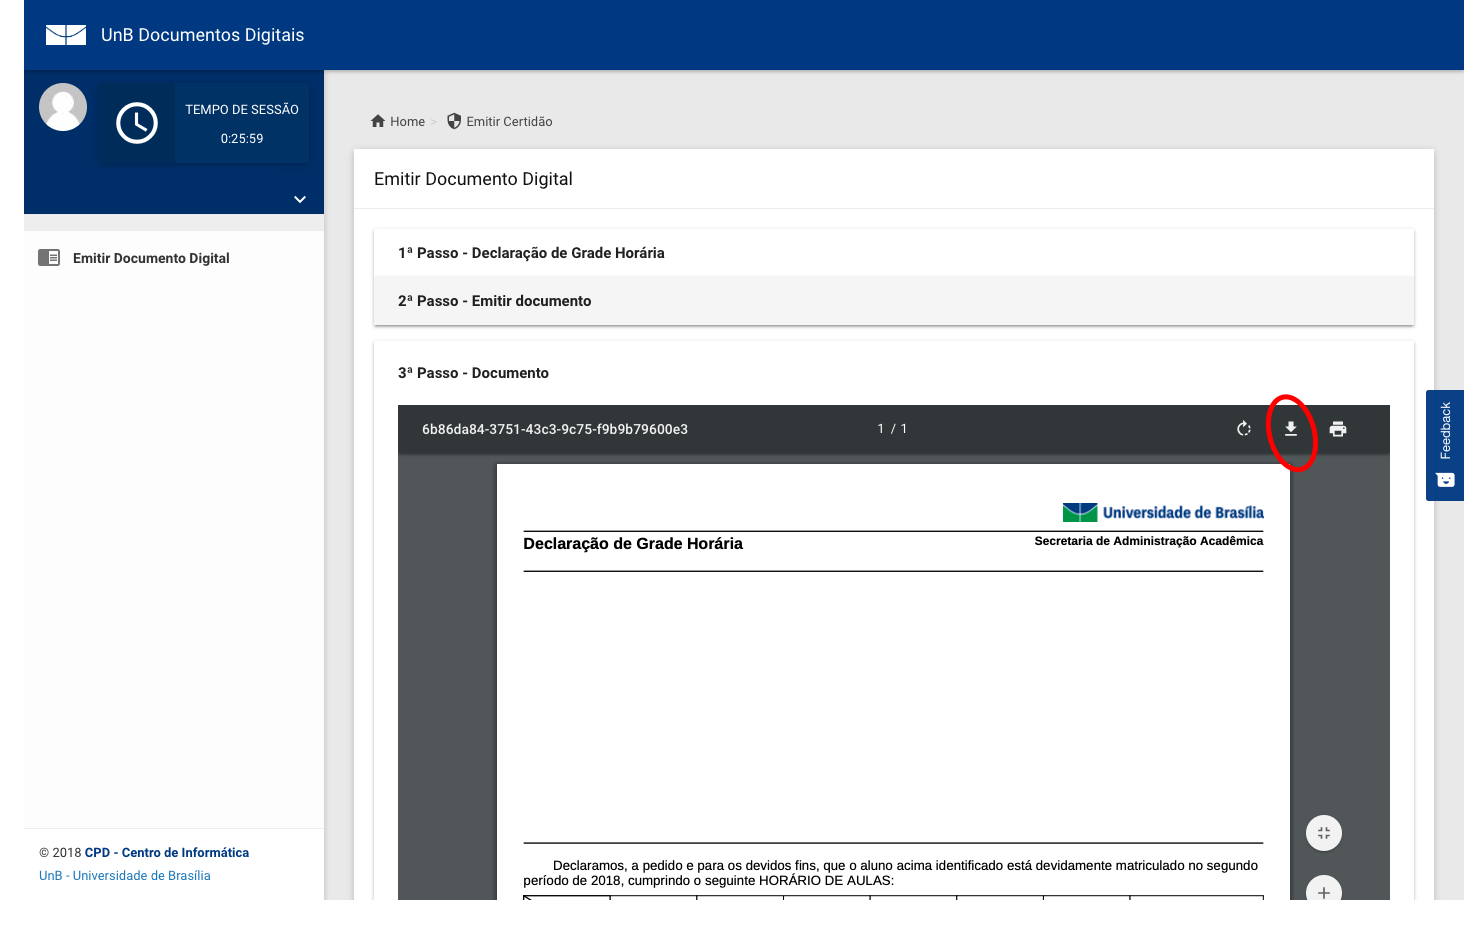 UnB Documentos Digitais
TEMPO DE SESSÃO
0:25:59
Home > Emitir Certidão
Emitir Documento Digital
Emitir Documento Digital
1ª Passo - Declaração de Grade Horária
2ª Passo - Emitir documento
3ª Passo - Documento
6b86da84-3751-43c3-9c75-f9b9b79600e3
1 / 1
Feedback
Universidade de Brasília
Declaração de Grade Horária
Secretaria de Administração Acadêmica
Declaramos, a pedido e para os devidos fins, que o aluno acima identificado está devidamente matriculado no segundo
período de 2018, cumprindo o seguinte HORÁRIO DE AULAS:
© 2018 CPD - Centro de Informática
UnB - Universidade de Brasília